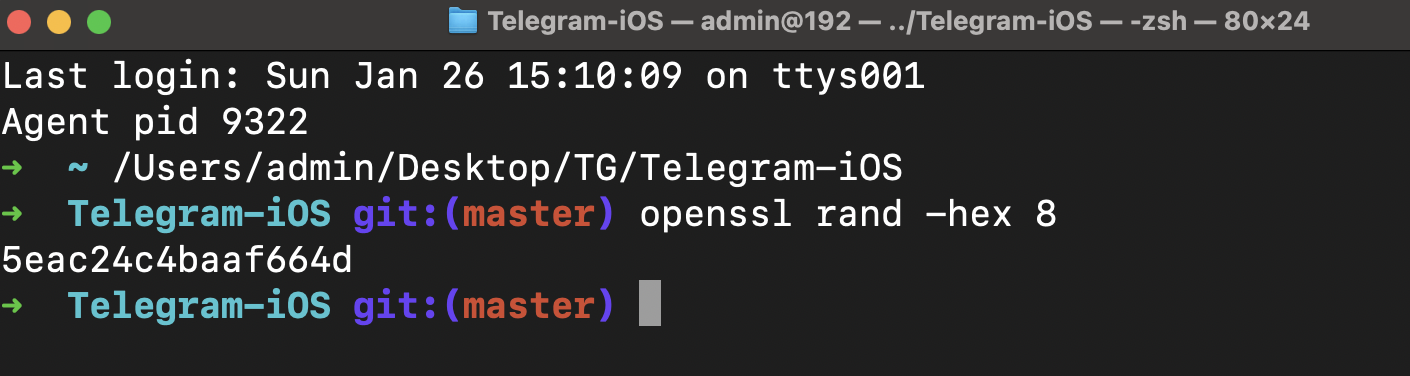 Telegram-iOS — admin@192 — ../Telegram-iOS — -zsh — 80×24
Last login: Sun Jan 26 15:10:09 on ttys001
Agent pid 9322
➜ ~ /Users/admin/Desktop/TG/Telegram-iOS
➜ Telegram-iOS git:(master) openssl rand -hex 8
5eac24c4baaf664d
➜ Telegram-iOS git:(master)